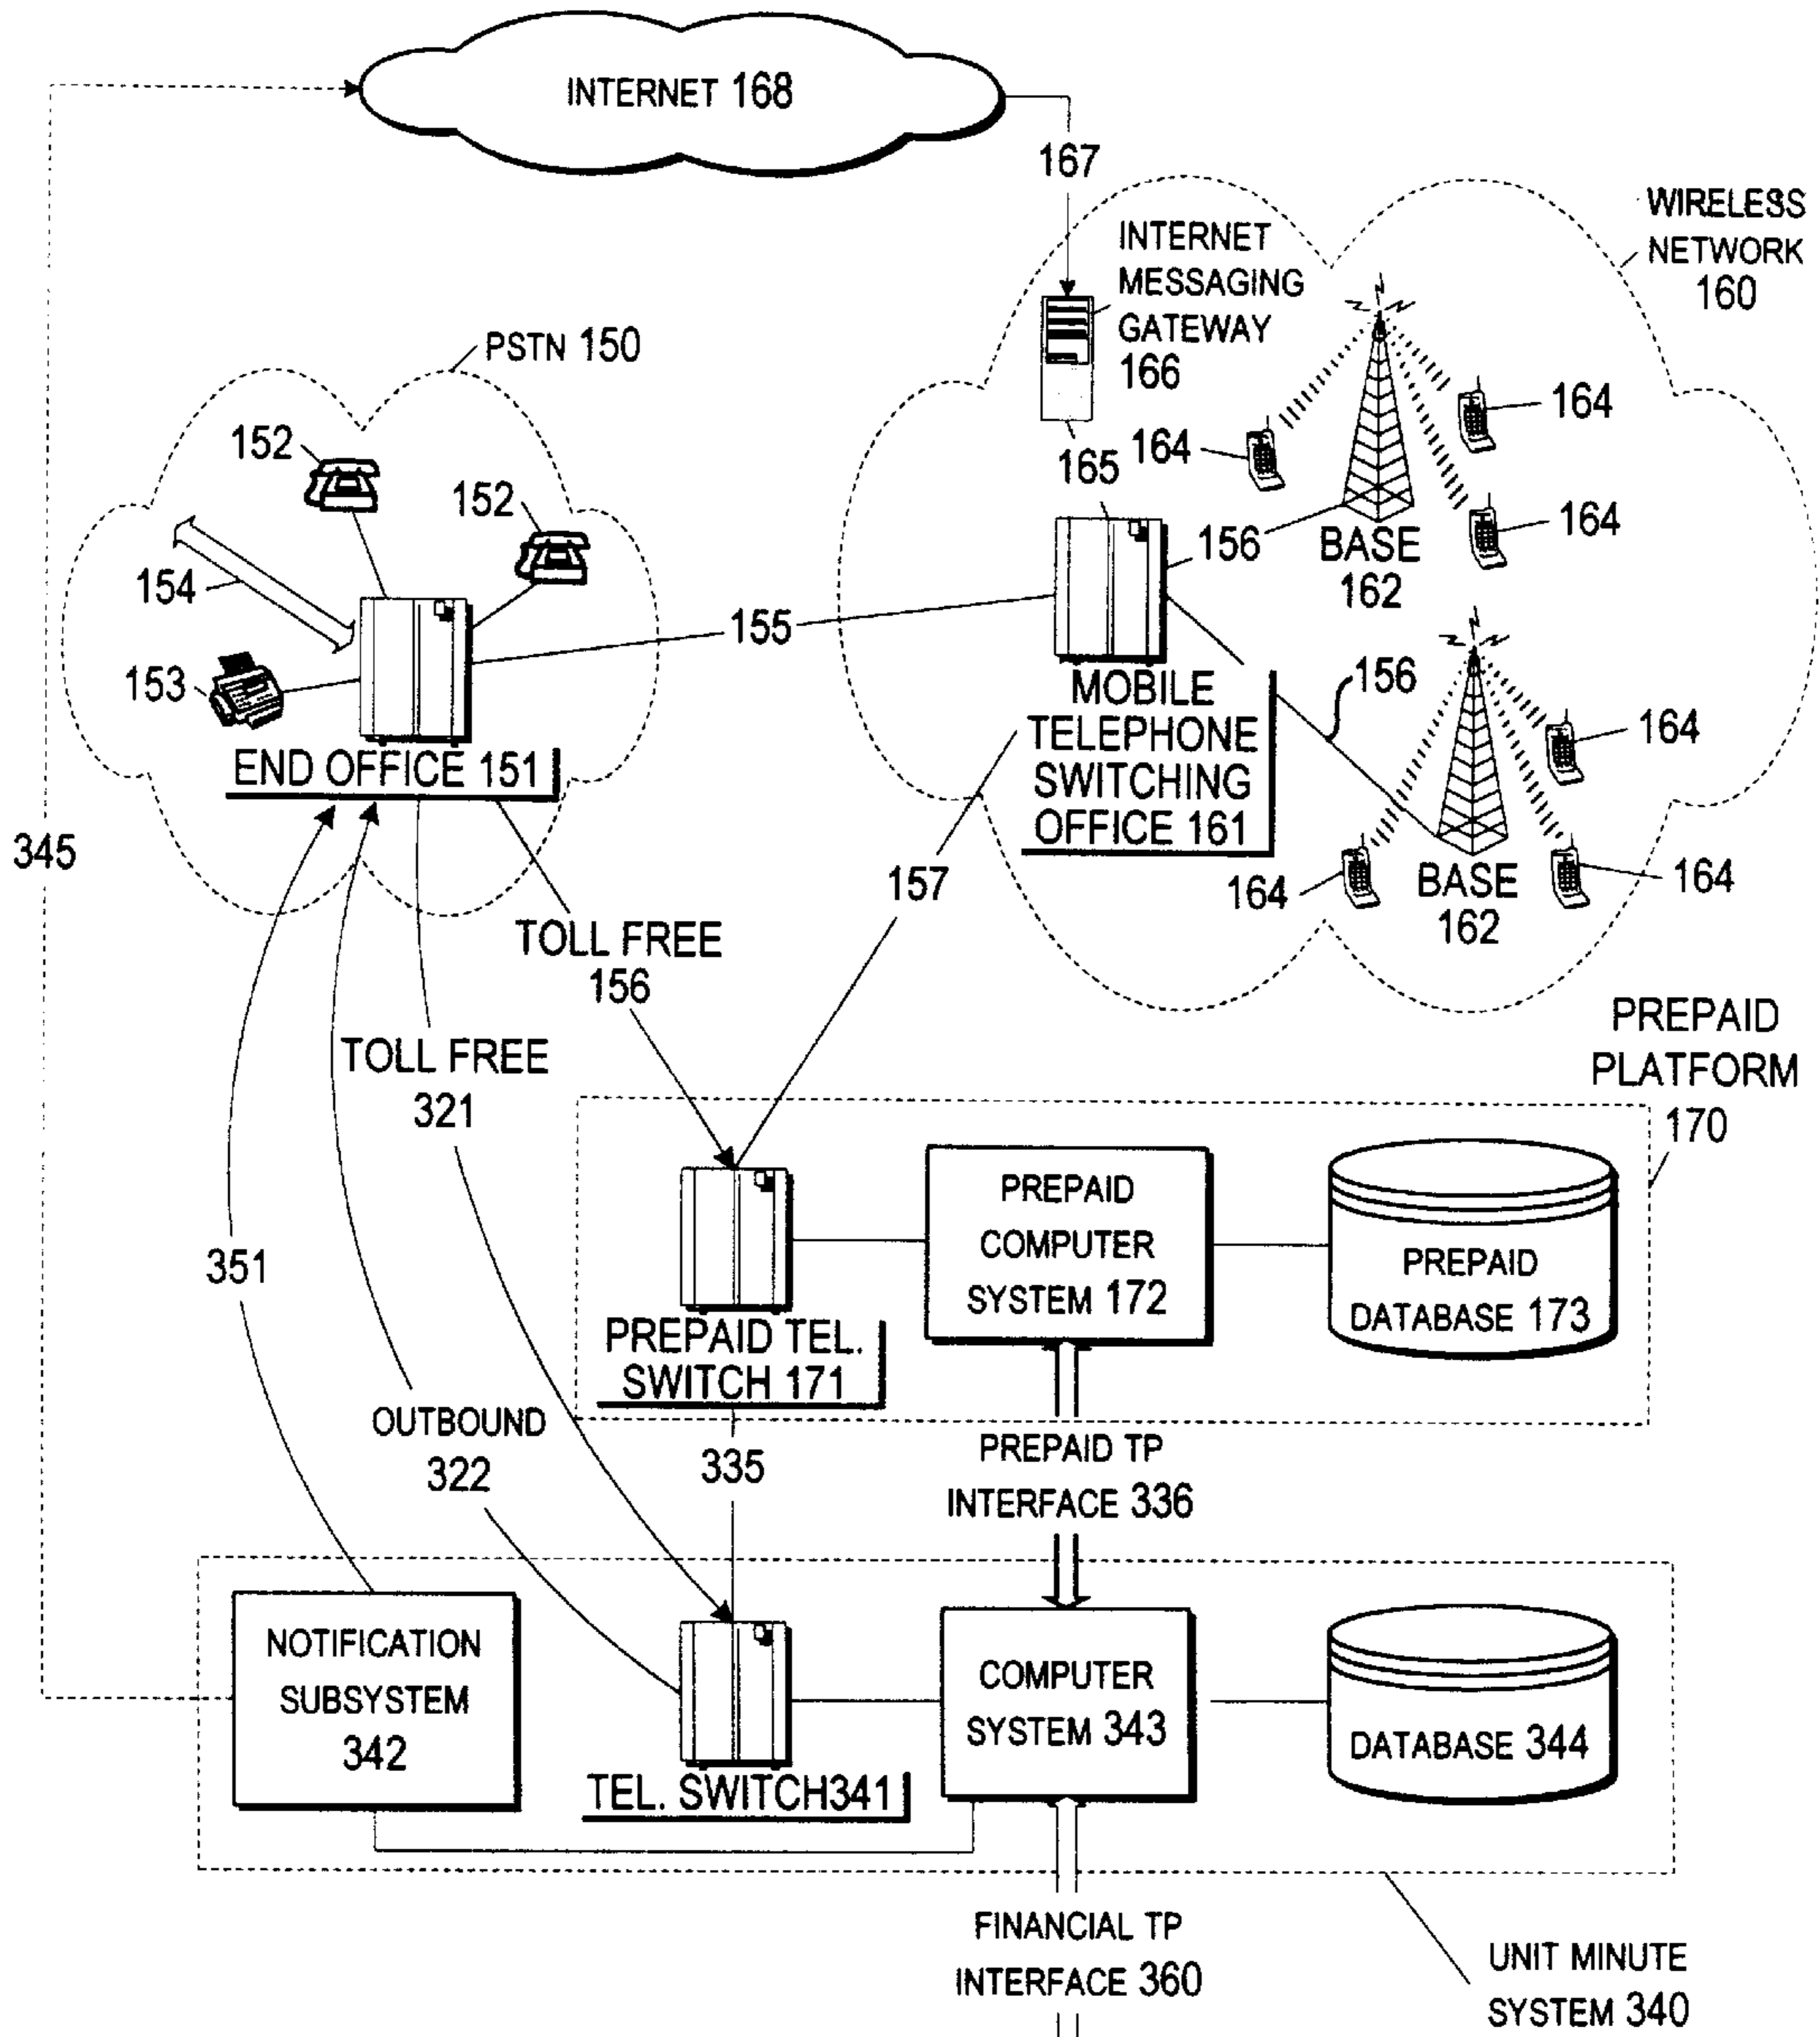 INTERNET 168
167
WIRELESS
NETWORK
160
INTERNET
MESSAGING
GATEWAY
166
PSTN 150
164
164
165
164
152
152
156
BASE
162
154
155
153
MOBILE
TELEPHONE
SWITCHING
OFFICE 161
156
164
END OFFICE 151
345
157
164
BASE
162
164
TOLL FREE
156
TOLL FREE
321
PREPAID
PLATFORM
170
351
PREPAID
COMPUTER
SYSTEM 172
PREPAID
DATABASE 173
PREPAID TEL.
SWITCH 171
OUTBOUND
322
335
PREPAID TP
INTERFACE 336
NOTIFICATION
SUBSYSTEM
342
COMPUTER
SYSTEM 343
DATABASE 344
TEL. SWITCH341
FINANCIAL TP
INTERFACE 360
UNIT MINUTE
SYSTEM 340